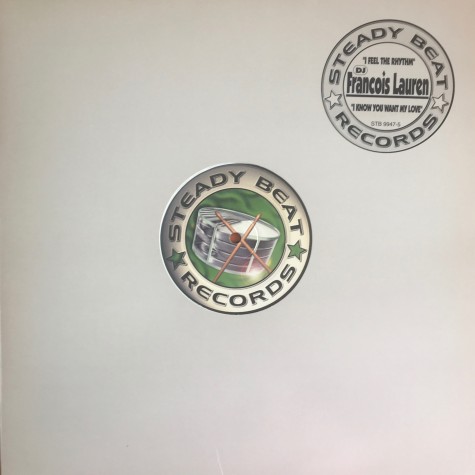 STEADY BEAT
"I FEEL THE RHYTHM"
DJ
Francois Lauren
"I KNOW YOU WANT MY LOVE"
STB 9947-5
RECORDS
STEADY BEAT
RECORDS